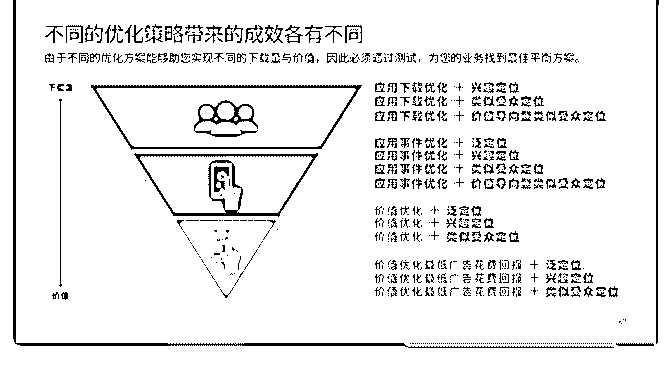 不同的优化策略带来的成效各有不同
由于不同的优化方案能够助您实现不同的下载量与价值，因此必须通过测试，为您的业务找到最佳平衡方案。
下载量
应用下载优化 + 兴趣定位
应用下载优化 + 类似受众定位
应用下载优化 + 价值导向型类似受众定位
应用事件优化 + 泛定位
应用事件优化 + 兴趣定位
应用事件优化 + 类似受众定位
应用事件优化 + 价值导向型类似受众定位
价值优化 + 泛定位
价值优化 + 兴趣定位
价值优化 + 类似受众定位
价值优化最低广告花费回报 + 泛定位
价值优化最低广告花费回报 + 兴趣定位
价值优化最低广告花费回报 + 类似受众定位
价值